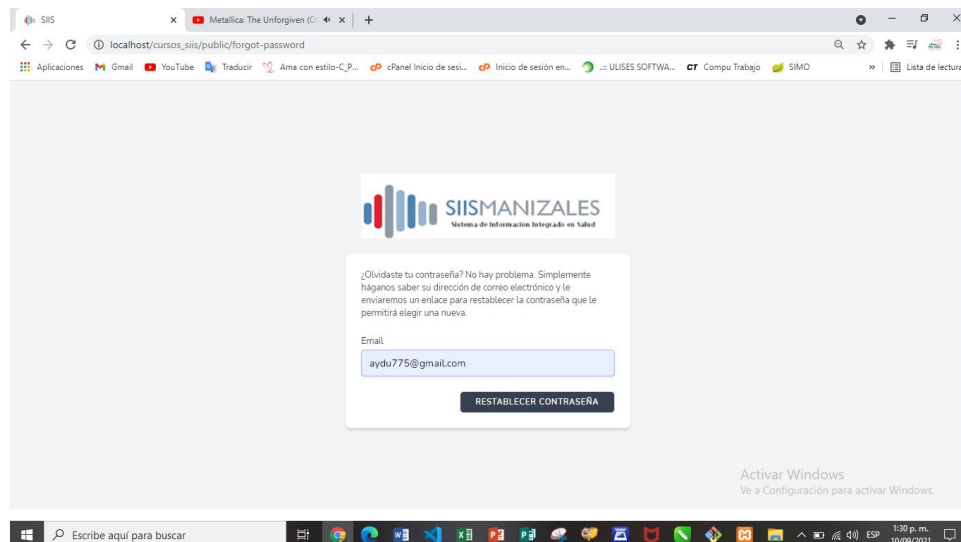 SIIS
Metallica: The Unforgiven (O
localhost/cursos_siis/public/forgot-password
Aplicaciones
Gmail
YouTube
Traducir
Ama con estilo-C_P...
cPanel Inicio de sesi...
Inicio de sesión en...
..:: ULISES SOFTWA...
CT Compu Trabajo
SIMO
»
Lista de lectura
SIISMANIZALES
Sistema de Información Integrado en Salud
¿Olvidaste tu contraseña? No hay problema. Simplemente
háganos saber su dirección de correo electrónico y le
enviaremos un enlace para restablecer la contraseña que le
permitirá elegir una nueva.
Email
aydu775@gmail.com
RESTABLECER CONTRASEÑA
Activar Windows
Ve a Configuración para activar Windows.
Escribe aquí para buscar
ESP
1:30 p. m.
10/09/2021